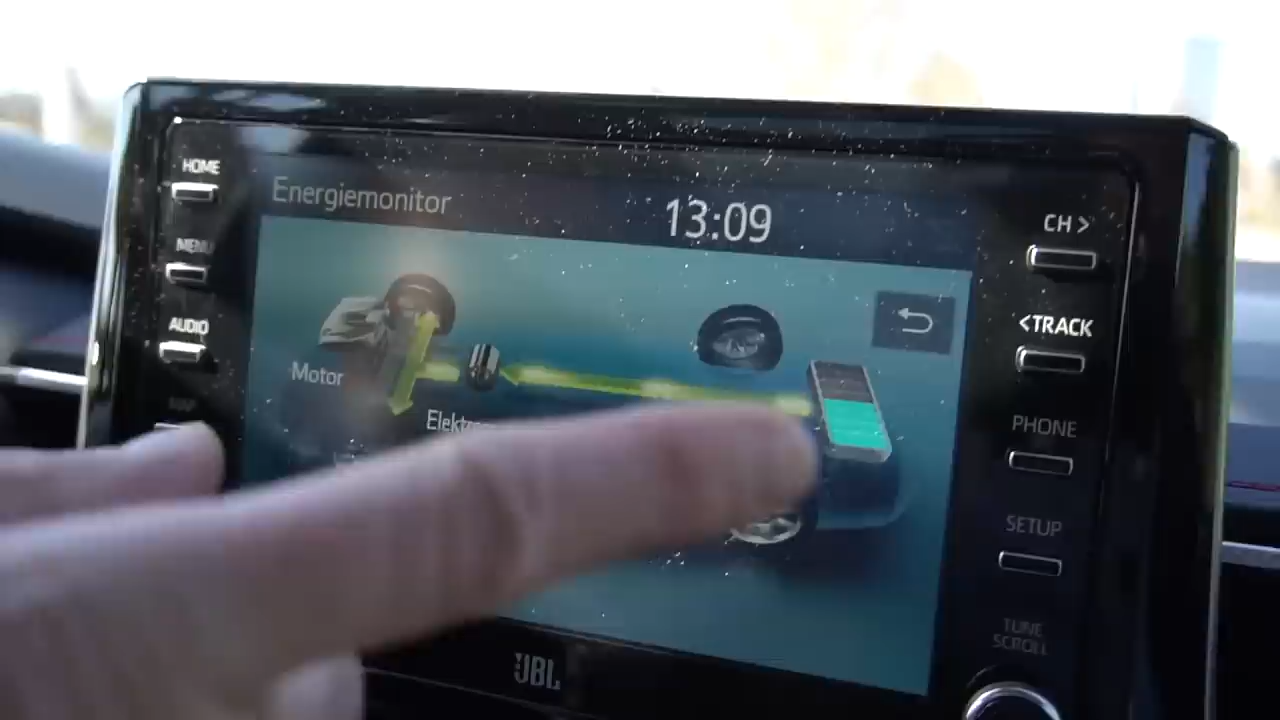 HOME
Energiemonitor
13:09
CH >
MENU
AUDIO
<TRACK
Motor
PHONE
SETUP
TUNE
SCROLL
JBL